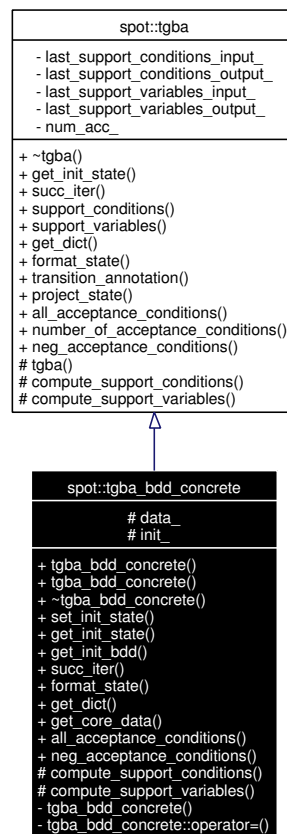 spot::tgba
- last_support_conditions_input_
- last_support_conditions_output_
- last_support_variables_input_
- last_support_variables_output_
- num_acc_
+ ~tgba()
+ get_init_state()
+ succ_iter()
+ support_conditions()
+ support_variables()
+ get_dict()
+ format_state()
+ transition_annotation()
+ project_state()
+ all_acceptance_conditions()
+ number_of_acceptance_conditions()
+ neg_acceptance_conditions()
# tgba()
# compute_support_conditions()
# compute_support_variables()
spot::tgba_bdd_concrete
# data_
# init_
+ tgba_bdd_concrete()
+ tgba_bdd_concrete()
+ ~tgba_bdd_concrete()
+ set_init_state()
+ get_init_state()
+ get_init_bdd()
+ succ_iter()
+ format_state()
+ get_dict()
+ get_core_data()
+ all_acceptance_conditions()
+ neg_acceptance_conditions()
# compute_support_conditions()
# compute_support_variables()
- tgba_bdd_concrete()
- tgba_bdd_concrete::operator=()